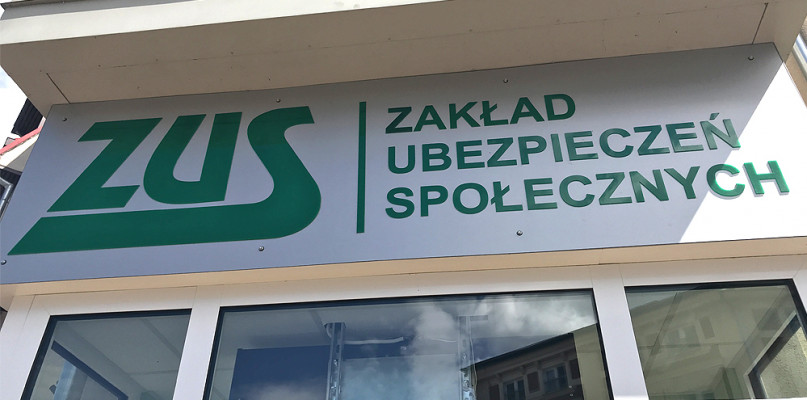 ZUS
ZAKŁAD
UBEZPIECZEŃ
SPOŁECZNYCH